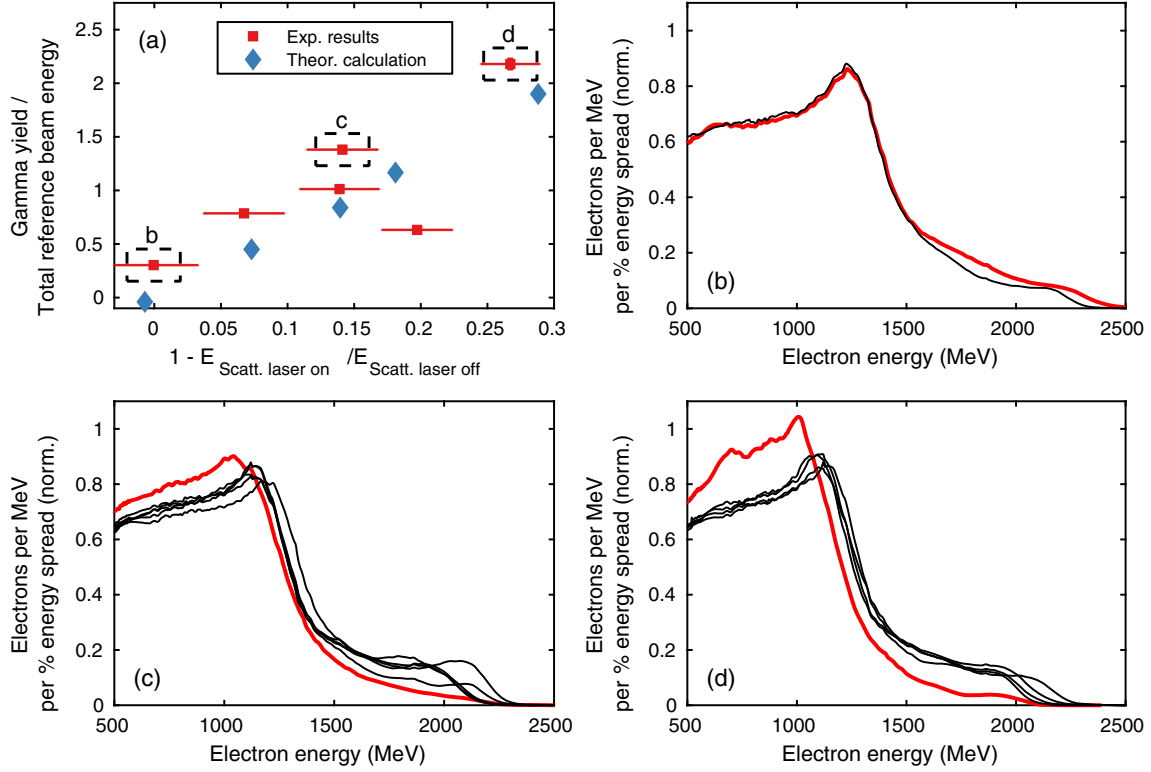 (a)
Exp. results
Theor. calculation
b
c
d
Gamma yield /
Total reference beam energy
0
0.5
1
1.5
2
2.5
0
0.05
0.1
0.15
0.2
0.25
0.3
1 - E Scatt. laser on /E Scatt. laser off
(b)
Electrons per MeV
per % energy spread (norm.)
0
0.2
0.4
0.6
0.8
1
500
1000
1500
2000
2500
Electron energy (MeV)
(c)
Electrons per MeV
per % energy spread (norm.)
0
0.2
0.4
0.6
0.8
1
500
1000
1500
2000
2500
Electron energy (MeV)
(d)
Electrons per MeV
per % energy spread (norm.)
0
0.2
0.4
0.6
0.8
1
500
1000
1500
2000
2500
Electron energy (MeV)